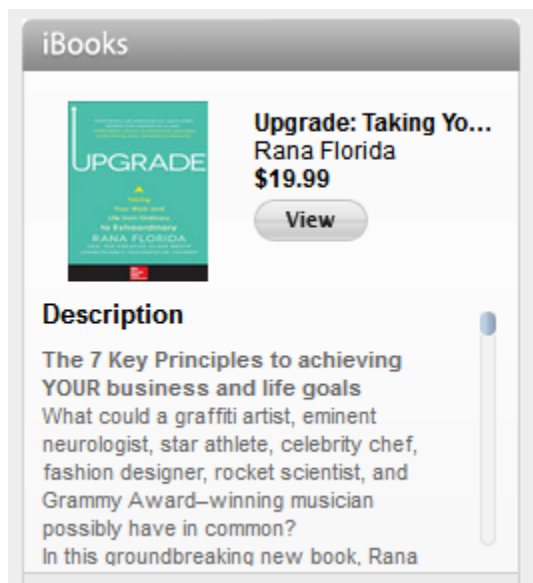 iBooks
UPGRADE
Taking
Your Work and
Life from Ordinary
to Extraordinary
RANA FLORIDA
Upgrade: Taking Yo...
Rana Florida
$19.99
View
Description
The 7 Key Principles to achieving
YOUR business and life goals
What could a graffiti artist, eminent
neurologist, star athlete, celebrity chef,
fashion designer, rocket scientist, and
Grammy Award–winning musician
possibly have in common?
In this groundbreaking new book, Rana